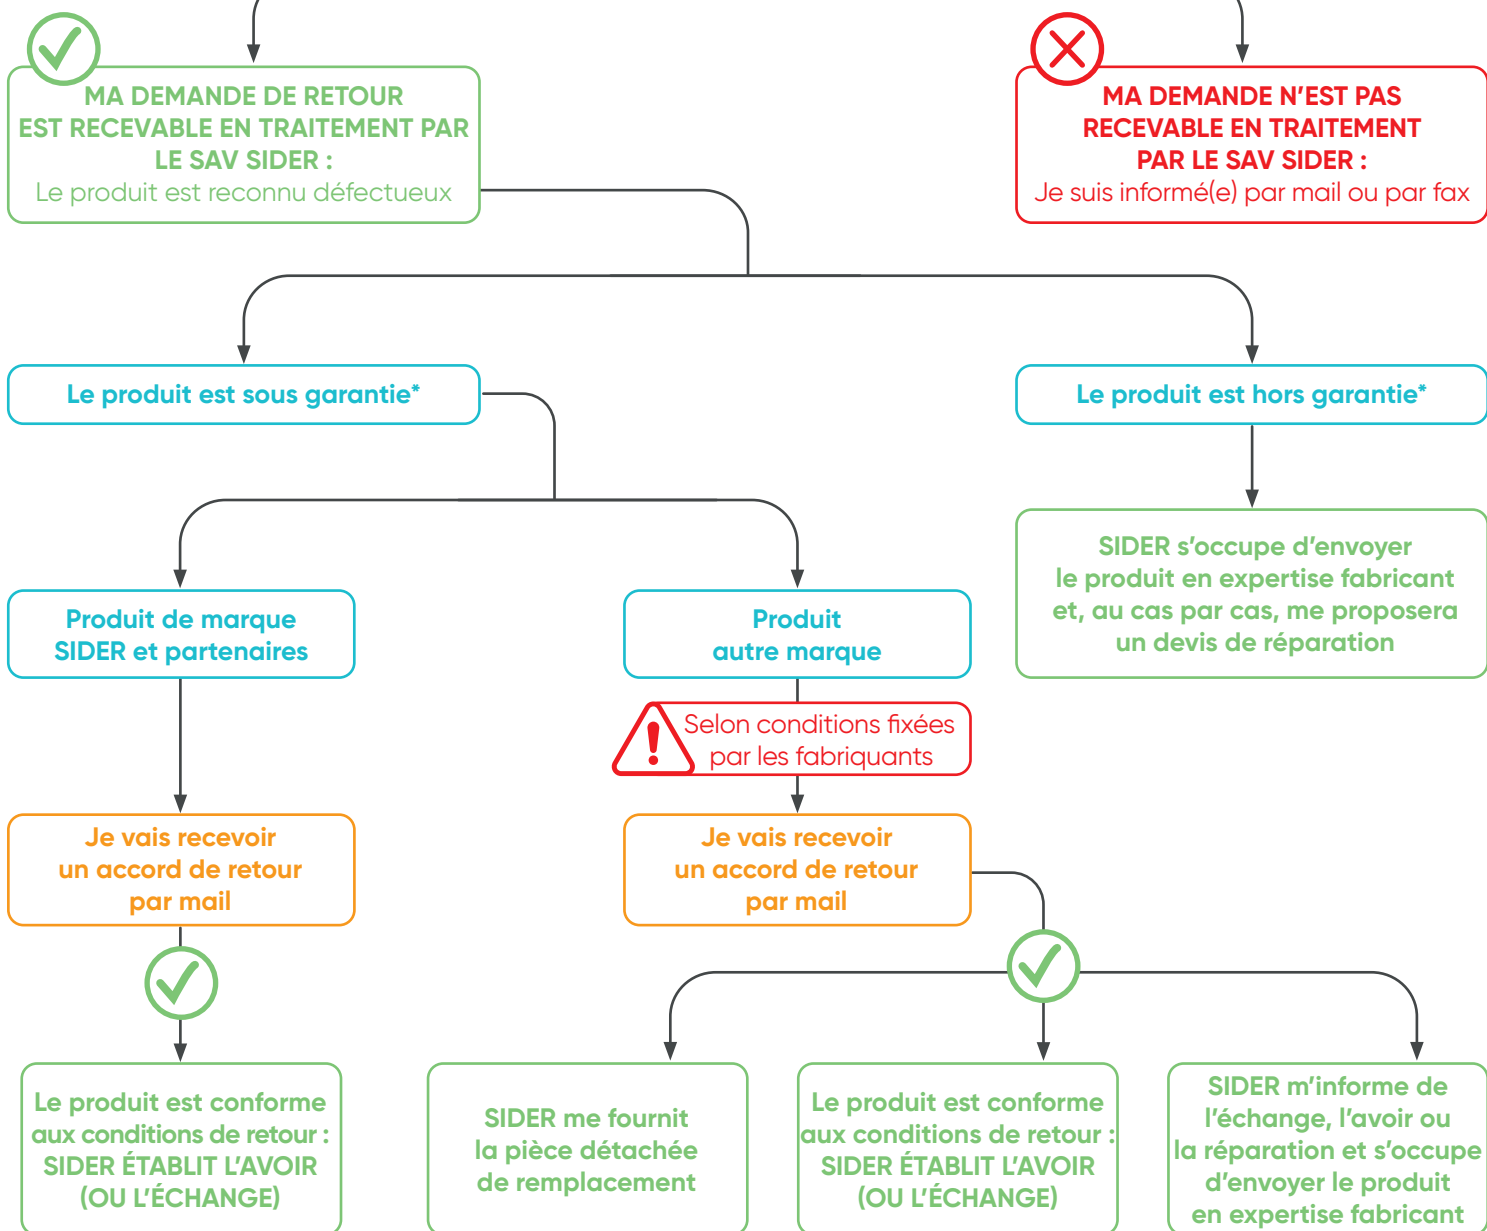 MA DEMANDE DE RETOUR
EST RECEVABLE EN TRAITEMENT PAR
LE SAV SIDER :
Le produit est reconnu défectueux
MA DEMANDE N’EST PAS
RECEVABLE EN TRAITEMENT
PAR LE SAV SIDER :
Je suis informé(e) par mail ou par fax
Le produit est sous garantie*
Le produit est hors garantie*
SIDER s’occupe d’envoyer
le produit en expertise fabricant
et, au cas par cas, me proposera
un devis de réparation
Produit de marque
SIDER et partenaires
Produit
autre marque
Selon conditions fixées
par les fabriquants
Je vais recevoir
un accord de retour
par mail
Je vais recevoir
un accord de retour
par mail
Le produit est conforme
aux conditions de retour :
SIDER ÉTABLIT L’AVOIR
(OU L’ÉCHANGE)
SIDER me fournit
la pièce détachée
de remplacement
Le produit est conforme
aux conditions de retour :
SIDER ÉTABLIT L’AVOIR
(OU L’ÉCHANGE)
SIDER m’informe de
l’échange, l’avoir ou
la réparation et s’occupe
d’envoyer le produit
en expertise fabricant